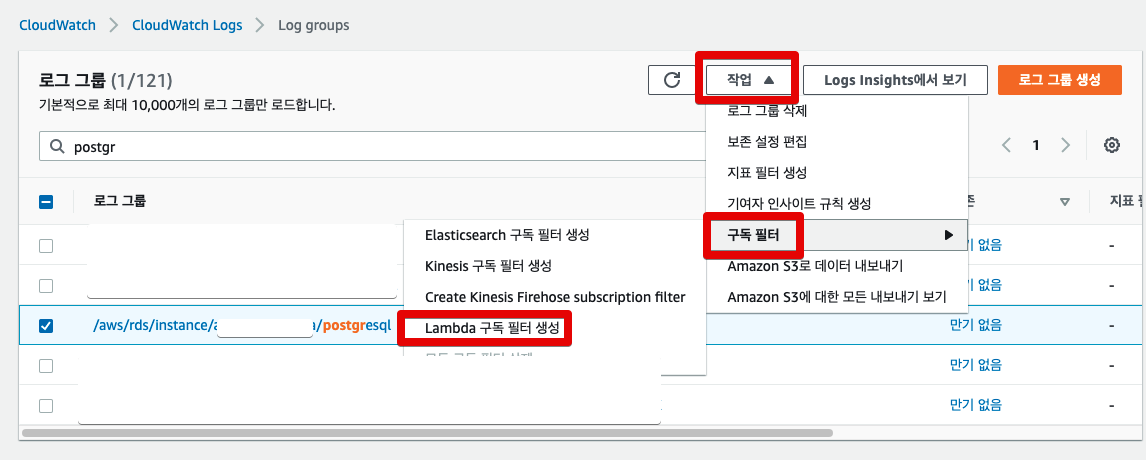 CloudWatch > CloudWatch Logs > Log groups
로그 그룹 (1/121)
기본적으로 최대 10,000개의 로그 그룹만 로드합니다.
작업
Logs Insights에서 보기
로그 그룹 생성
postgr
1
로그 그룹 삭제
보존 설정 편집
지표 필터 생성
기여자 인사이트 규칙 생성
구독 필터
Amazon S3로 데이터 내보내기
Amazon S3에 대한 모든 내보내기 보기
Elasticsearch 구독 필터 생성
Kinesis 구독 필터 생성
Create Kinesis Firehose subscription filter
Lambda 구독 필터 생성
로그 그룹
지표
기 없음 -
기 없음 -
/aws/rds/instance/a a/postgresql 만기 없음 -
만기 없음 -
만기 없음 -